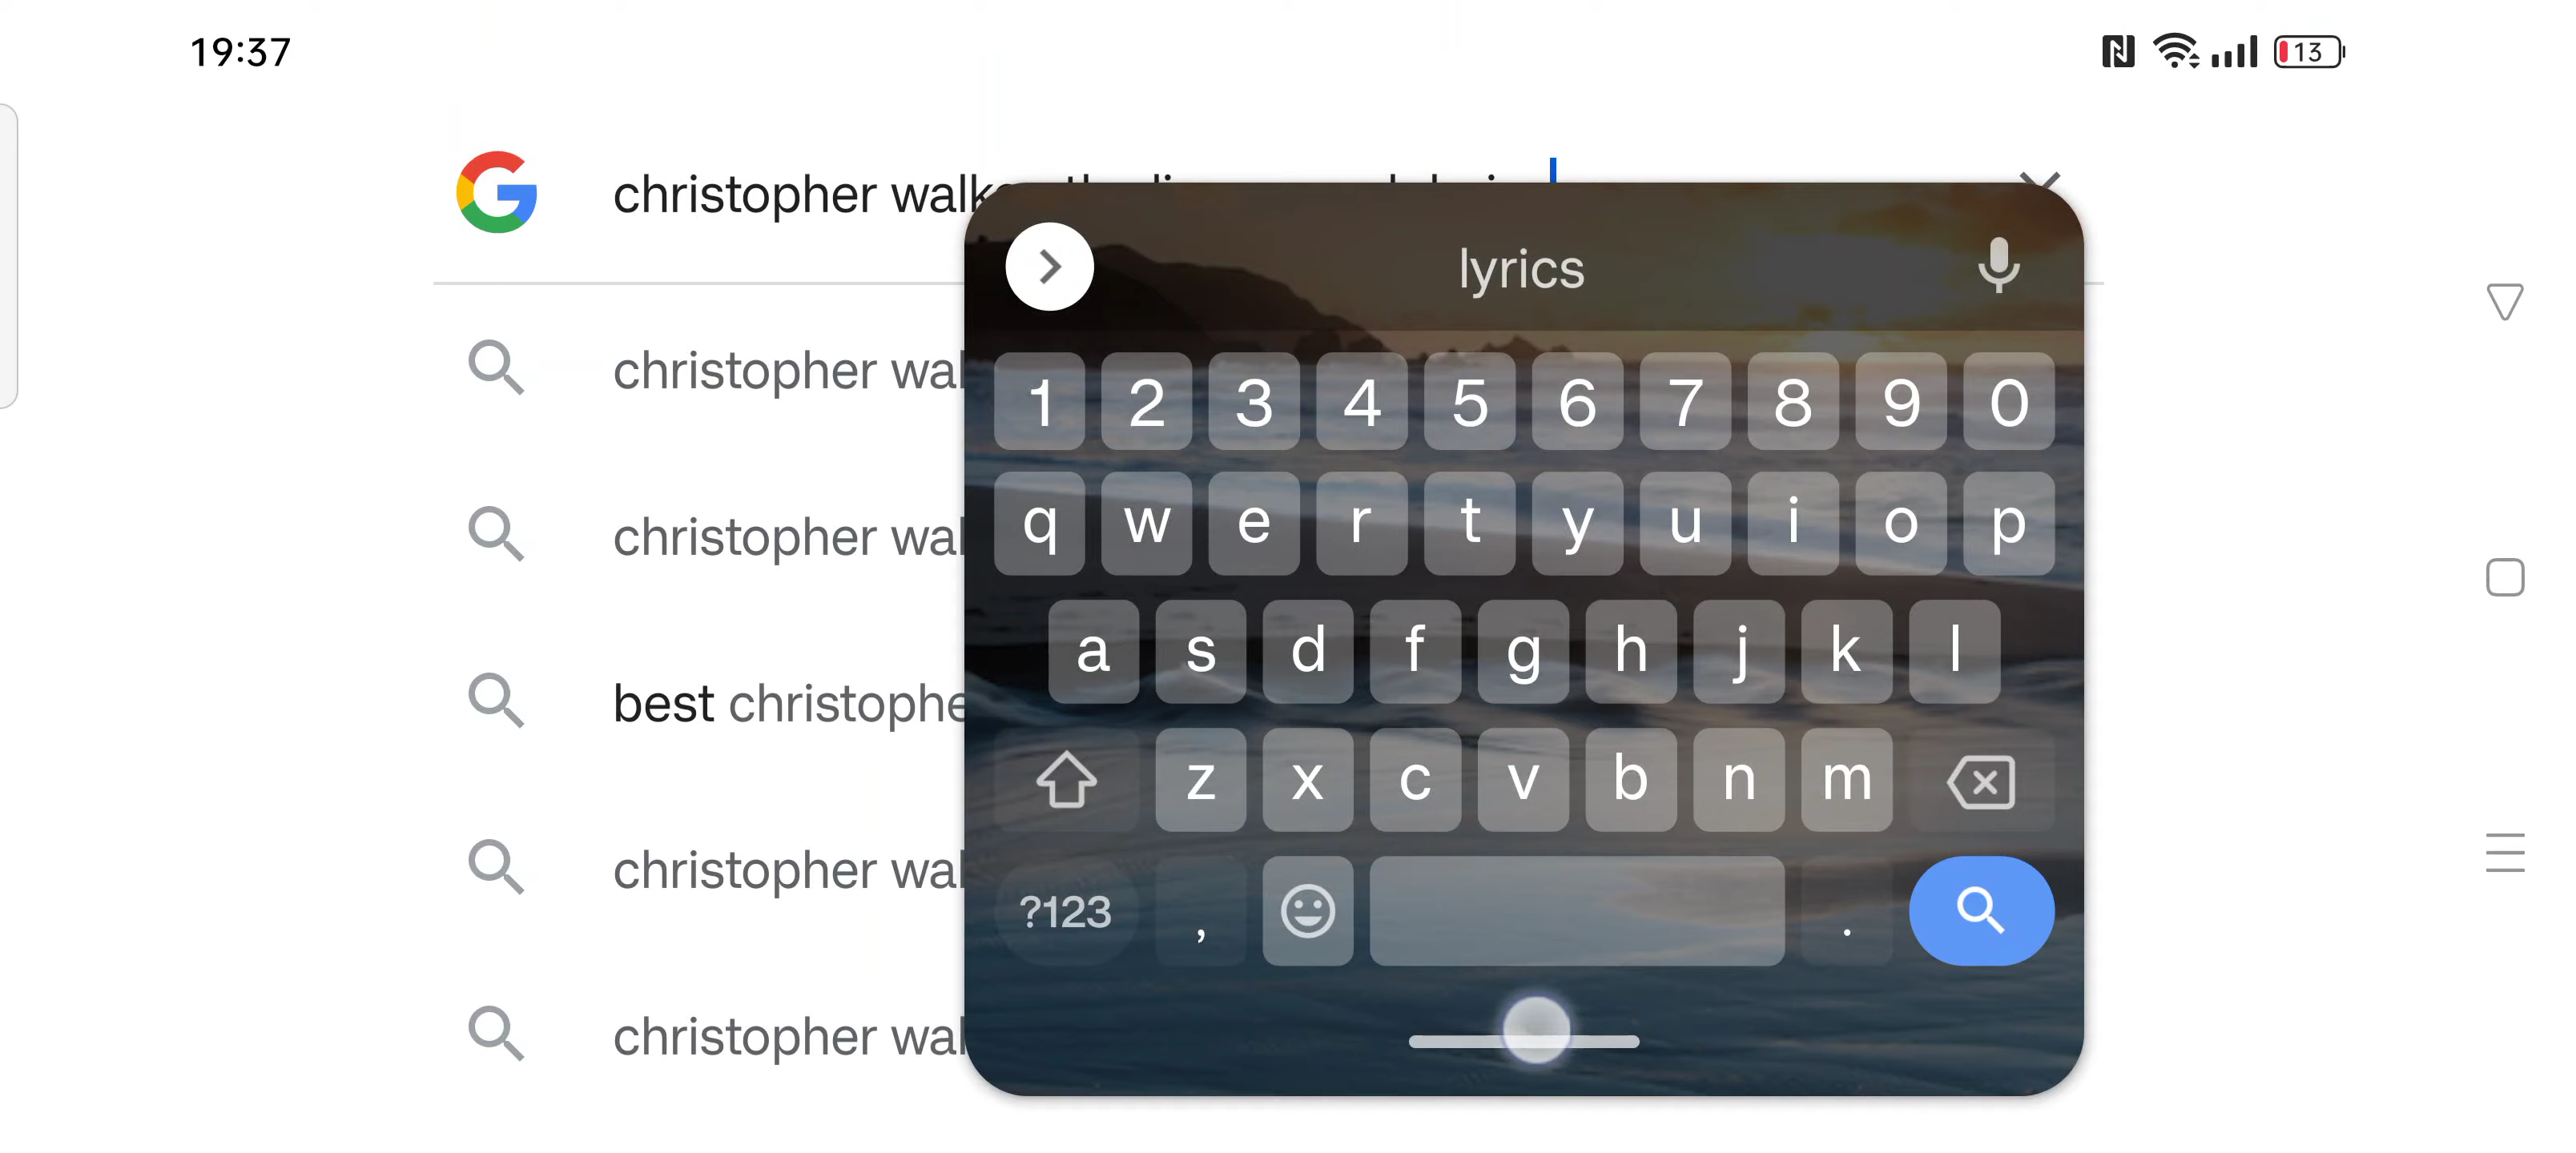 19:37
13
christopher walk
lyrics
christopher wal
1 2 3 4 5 6 7 8 9 0
christopher wal
q w e r t y u i o p
best christophe
a s d f g h j k l
z x c v b n m
christopher wal
?123 , .
christopher wal